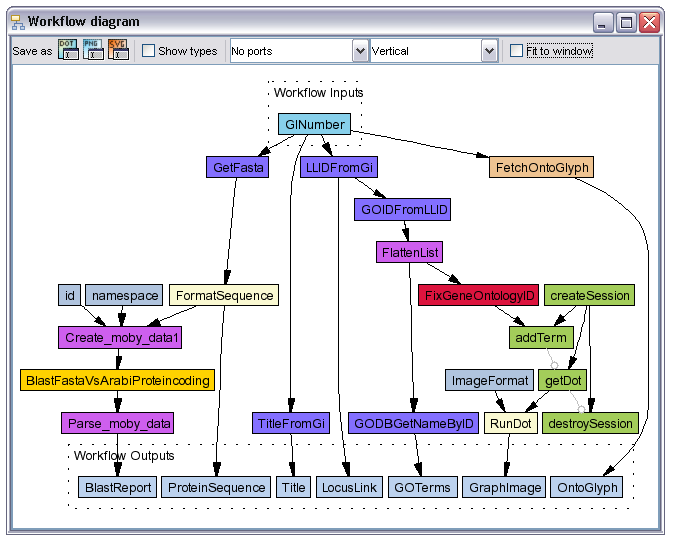 Workflow diagram
Save as DOT PNG SVG Show types No ports Vertical Fit to window
Workflow Inputs
GINumber
GetFasta LLIDFromGi FetchOntoGlyph
GOIDFromLLID
FlattenList
id namespace FormatSequence FixGeneOntologyID createSession
Create_moby_data1 addTerm
BlastFastaVsArabiProteincoding ImageFormat getDot
Parse_moby_data TitleFromGi GODBGetNameByID RunDot destroySession
Workflow Outputs
BlastReport ProteinSequence Title LocusLink GOTerms GraphImage OntoGlyph